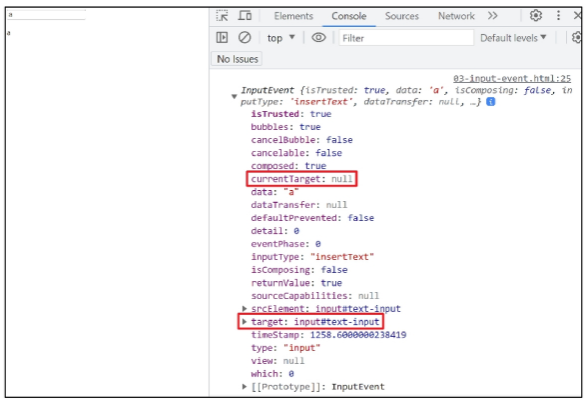 a
a
Elements Console Sources Network
top Filter Default levels
No Issues
03-input-event.html:25
InputEvent {isTrusted: true, data: 'a', isComposing: false, in
putType: 'insertText', dataTransfer: null, …}
isTrusted: true
bubbles: true
cancelBubble: false
cancelable: false
composed: true
currentTarget: null
data: "a"
dataTransfer: null
defaultPrevented: false
detail: 0
eventPhase: 0
inputType: "insertText"
isComposing: false
returnValue: true
sourceCapabilities: null
srcElement: input#text-input
target: input#text-input
timeStamp: 1258.6000000238419
type: "input"
view: null
which: 0
[[Prototype]]: InputEvent